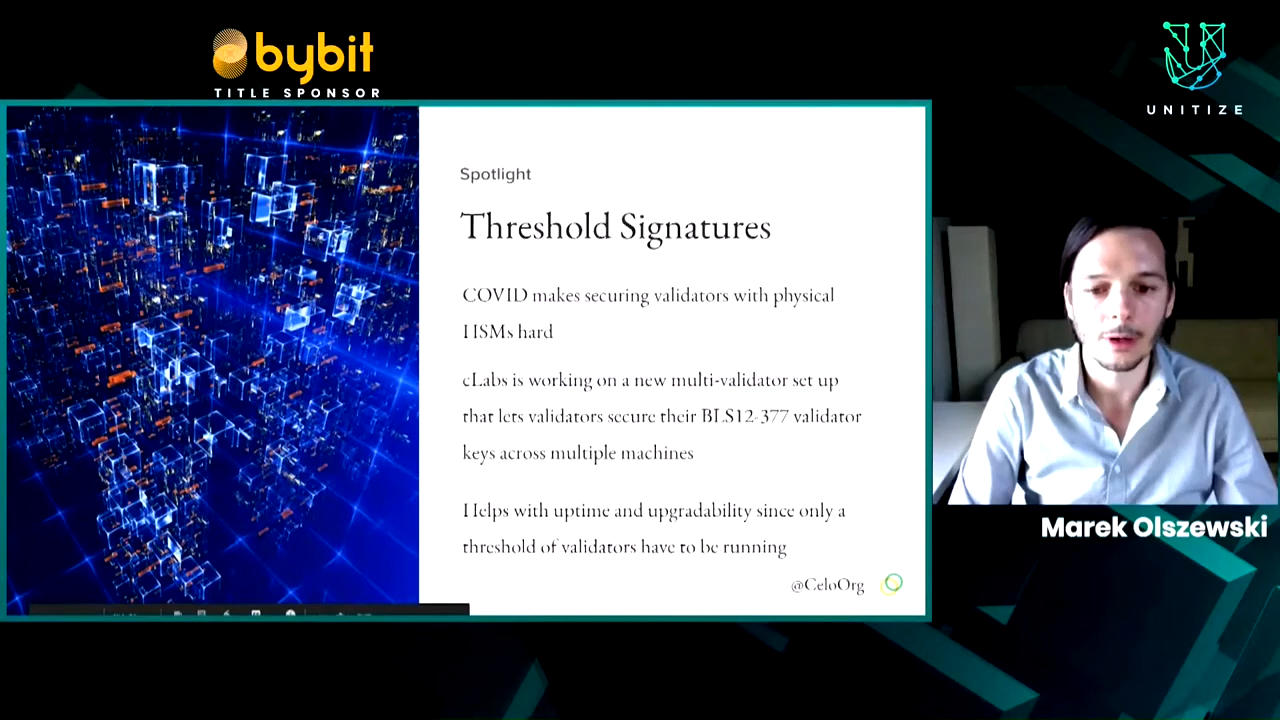 bybit
TITLE SPONSOR
UNITIZE
Spotlight
Threshold Signatures
COVID makes securing validators with physical
HSMs hard
cLabs is working on a new multi-validator set up
that lets validators secure their BLS12-377 validator
keys across multiple machines
Helps with uptime and upgradability since only a
threshold of validators have to be running
@CeloOrg
Marek Olszewski